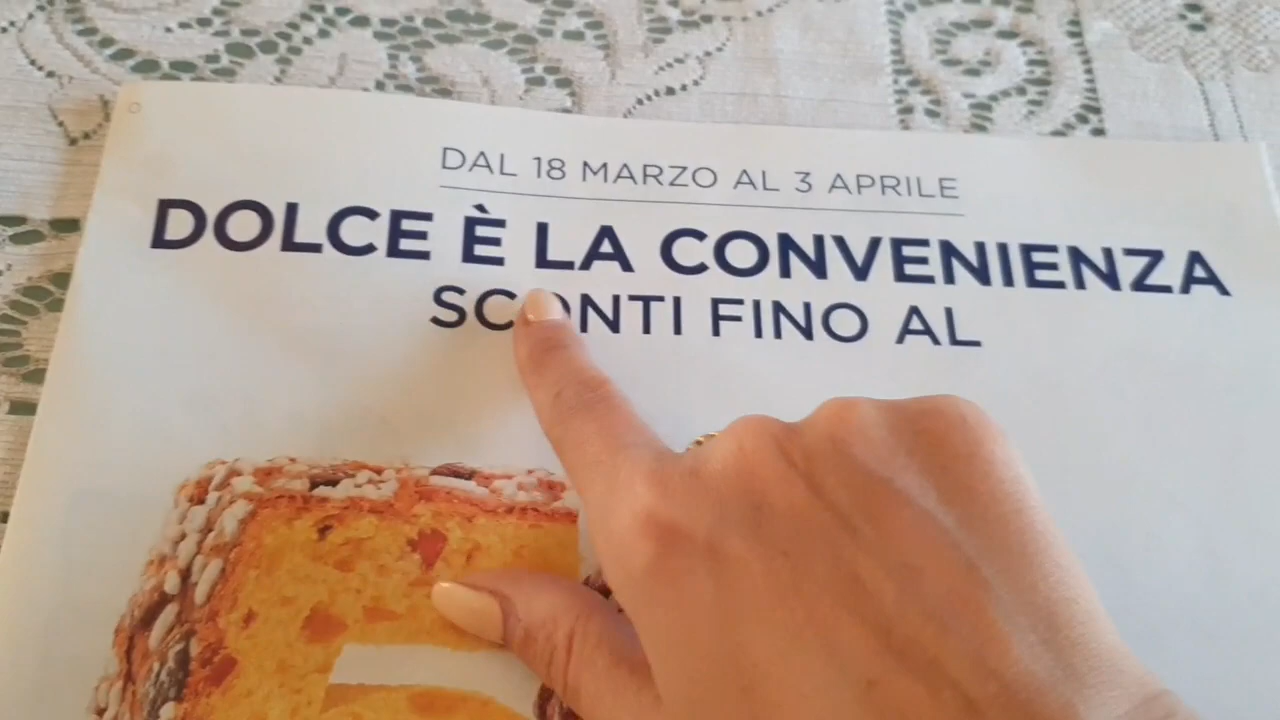 DAL 18 MARZO AL 3 APRILE
DOLCE È LA CONVENIENZA
SCONTI FINO AL